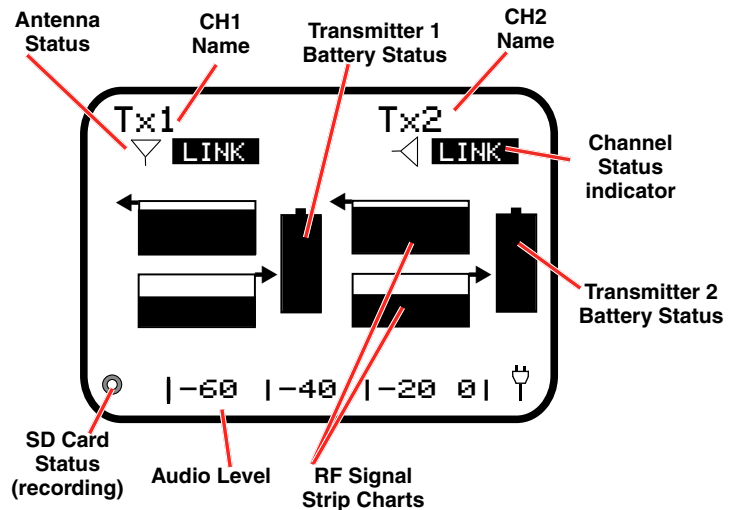 Antenna
Status
CH1
Name
Transmitter 1
Battery Status
CH2
Name
Tx1
Tx2
LINK
LINK
Channel
Status
indicator
Transmitter 2
Battery Status
|-60 |-40 |-20 0|
SD Card
Status
(recording)
Audio Level
RF Signal
Strip Charts